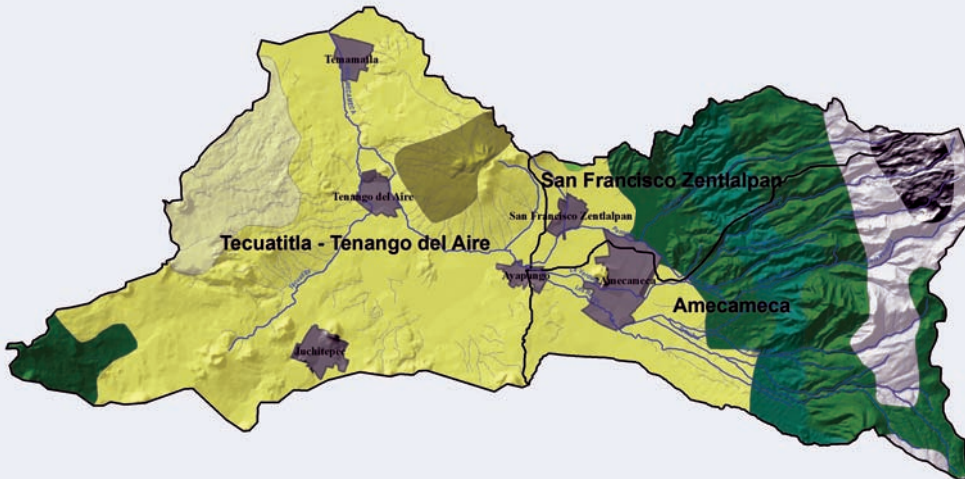 Temamatla
San Francisco Zentlalpan
Tenango del Aire
San Francisco Zentlalpan
Tecuatitla - Tenango del Aire
Ayapango
Amecameca
Amecameca
Juchitepec